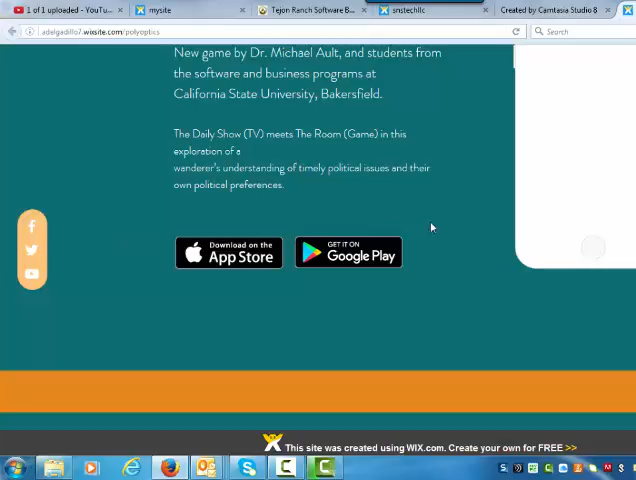 1 of 1 uploaded - YouTu...
mysite
Tejon Ranch Software B...
snstechllc
Created by Camtasia Studio 8
adelgadillo7.wixsite.com/polyoptics
Search
New game by Dr. Michael Ault, and students from
the software and business programs at
California State University, Bakersfield.
The Daily Show (TV) meets The Room (Game) in this
exploration of a
wanderer's understanding of timely political issues and their
own political preferences.
Download on the
App Store
GET IT ON
Google Play
This site was created using WIX.com. Create your own for FREE >>